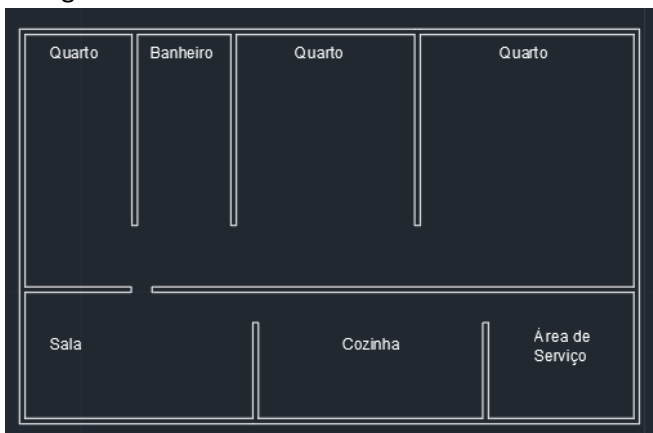 Quarto
Banheiro
Quarto
Quarto
Sala
Cozinha
Área de
Serviço